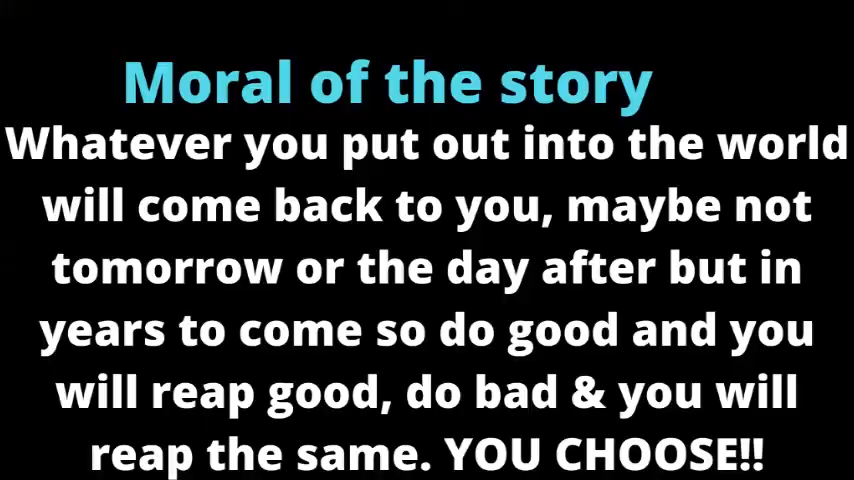 Moral of the story
Whatever you put out into the world
will come back to you, maybe not
tomorrow or the day after but in
years to come so do good and you
will reap good, do bad & you will
reap the same. YOU CHOOSE!!